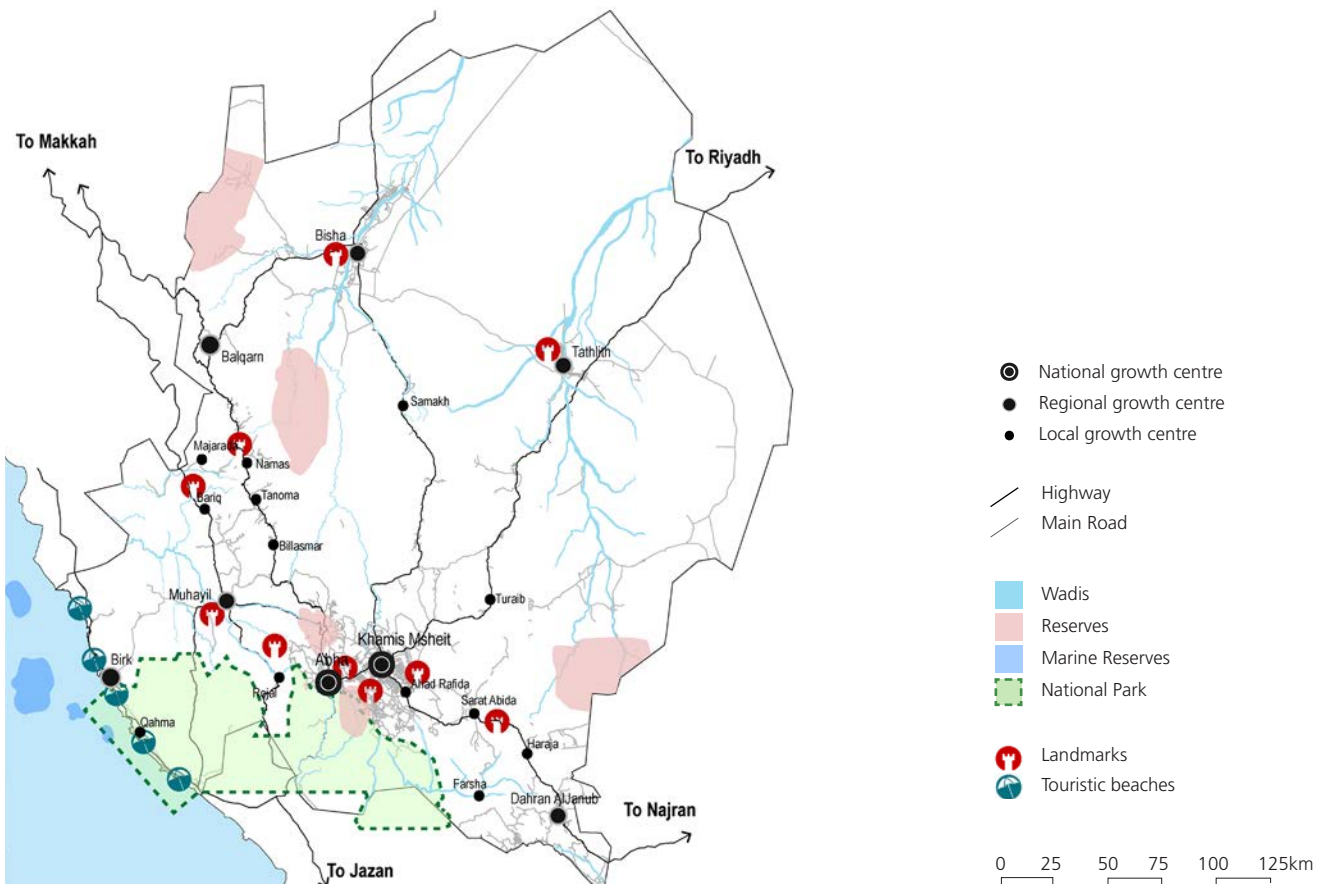 To Makkah
To Riyadh
Bisha
Balqarn
Tathlith
Samakh
Majarada
Namas
Bariq
Tanoma
Billasmar
Muhayil
Turaib
Khamis Msheit
Birk
Abha
Rojal
Ahad Rafida
Sarat Abida
Qahma
Haraja
Farsha
Dahran AlJanub
To Najran
To Jazan
National growth centre
Regional growth centre
Local growth centre
Highway
Main Road
Wadis
Reserves
Marine Reserves
National Park
Landmarks
Touristic beaches
0 25 50 75 100 125km